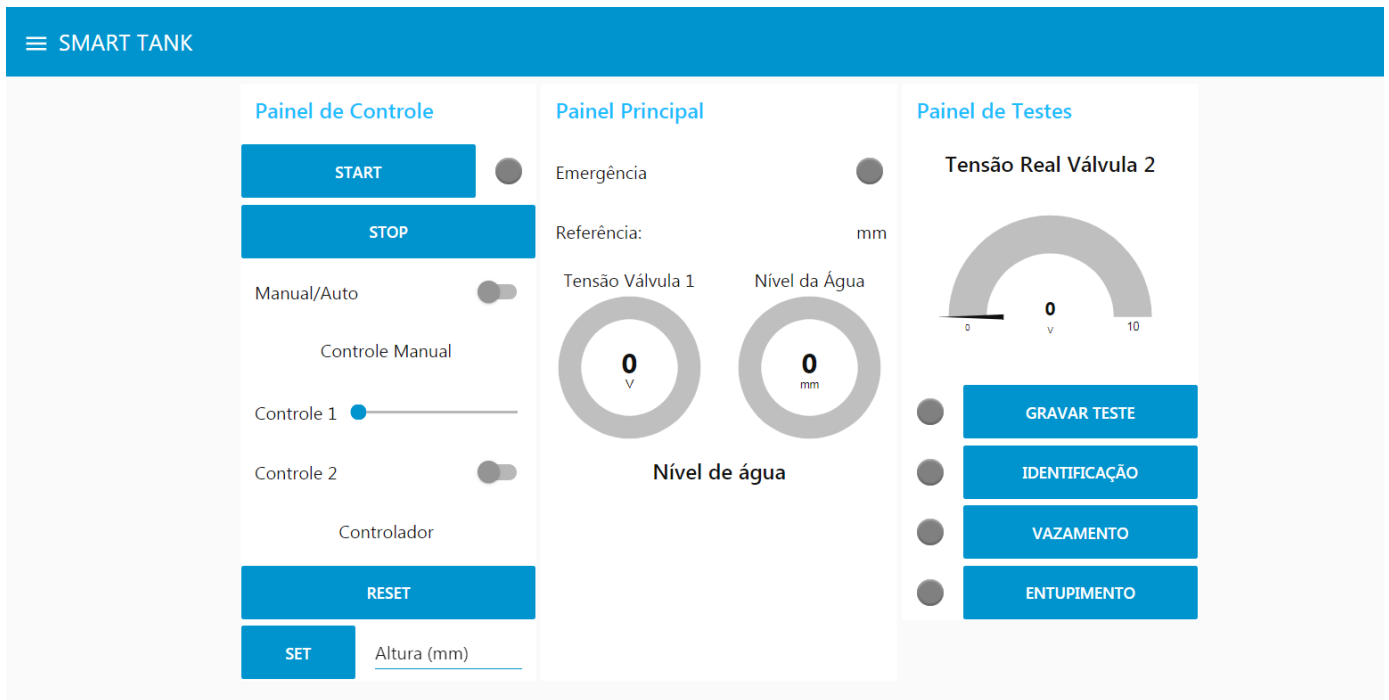 SMART TANK
Painel de Controle
START
STOP
Manual/Auto
Controle Manual
Controle 1
Controle 2
Controlador
RESET
SET
Altura (mm)
Painel Principal
Emergência
Referência: mm
Tensão Válvula 1
0
V
Nível da Água
0
mm
Nível de água
Painel de Testes
Tensão Real Válvula 2
0
V
0
10
GRAVAR TESTE
IDENTIFICAÇÃO
VAZAMENTO
ENTUPIMENTO